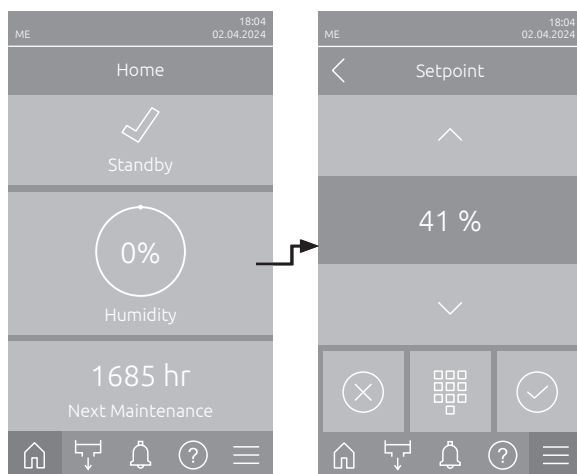 18:04
ME 02.04.2024
Home
Standby
0%
Humidity
1685 hr
Next Maintenance
?
18:04
ME 02.04.2024
Setpoint
41 %
?